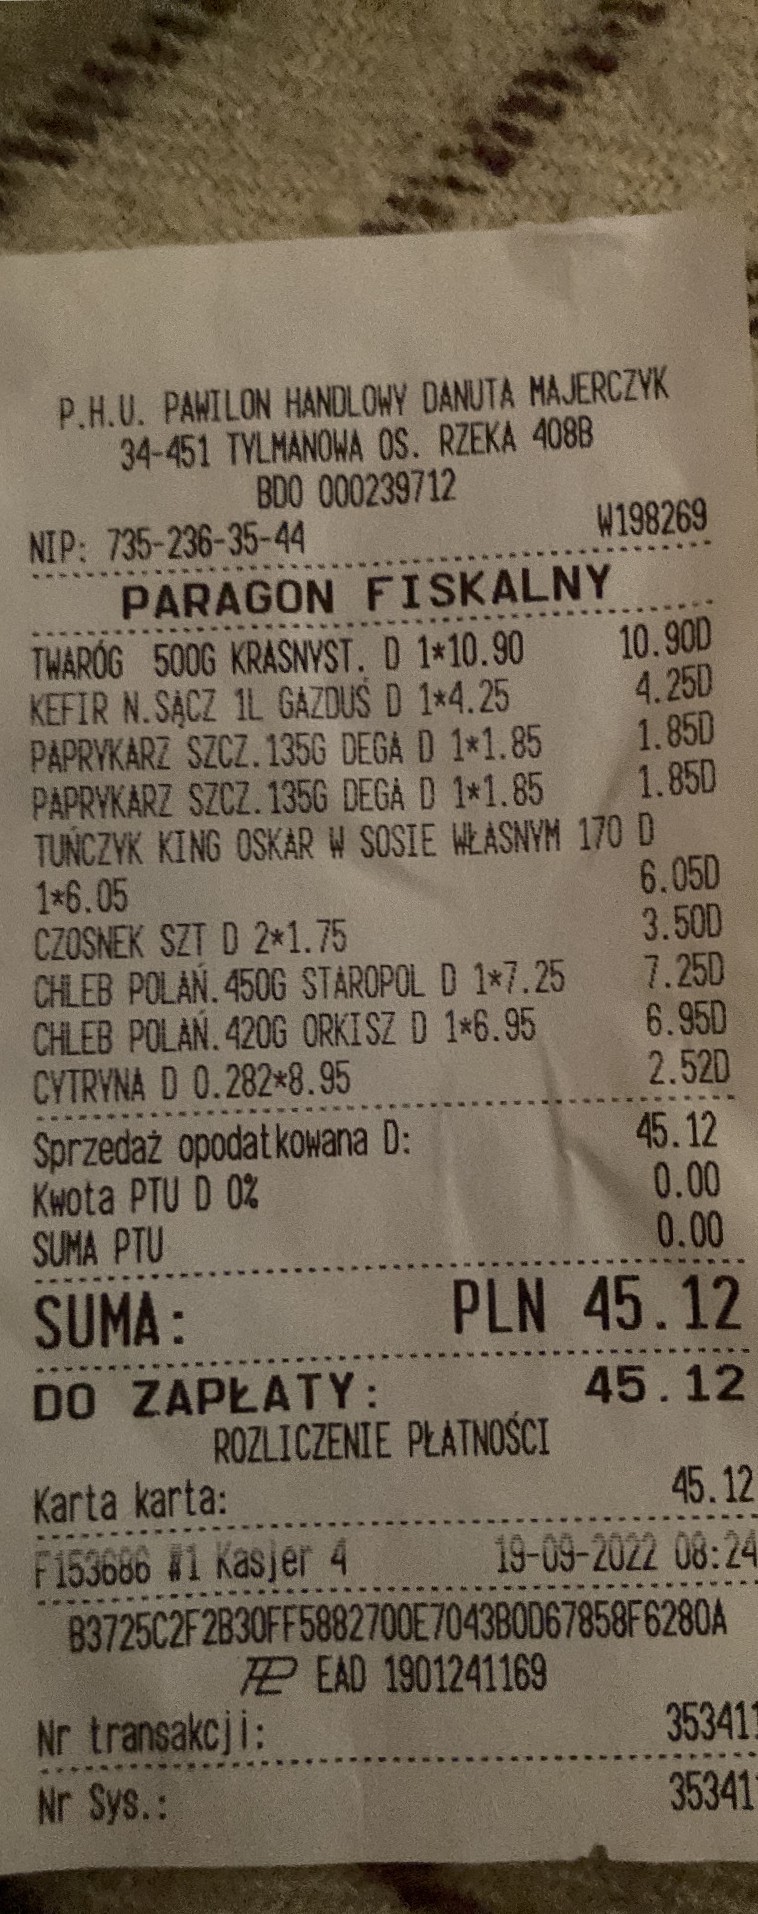 P.H.U. PAWILON HANDLOWY DANUTA MAJERCZYK
34-451 TYLMANOWA OS. RZEKA 408B
BDO 000239712
NIP: 735-236-35-44 W198269
PARAGON FISKALNY
TWARÓG 500G KRASNYST. D 1*10.90 10.90D
KEFIR N.SĄCZ 1L GAZDUŚ D 1*4.25 4.25D
PAPRYKARZ SZCZ.135G DEGA D 1*1.85 1.85D
PAPRYKARZ SZCZ.135G DEGA D 1*1.85 1.85D
TUŃCZYK KING OSKAR W SOSIE WŁASNYM 170 D
1*6.05 6.05D
CZOSNEK SZT D 2*1.75 3.50D
CHLEB POLAŃ.450G STAROPOL D 1*7.25 7.25D
CHLEB POLAŃ.420G ORKISZ D 1*6.95 6.95D
CYTRYNA D 0.282*8.95 2.52D
Sprzedaż opodatkowana D: 45.12
Kwota PTU D 0% 0.00
SUMA PTU 0.00
SUMA: PLN 45.12
DO ZAPŁATY: 45.12
ROZLICZENIE PŁATNOŚCI
Karta karta: 45.12
F153686 #1 Kasjer 4 19-09-2022 08:24
B3725C2F2B30FF5882700E7043B0D67858F6280A
EAD 1901241169
Nr transakcji: 353411
Nr Sys.: 35341